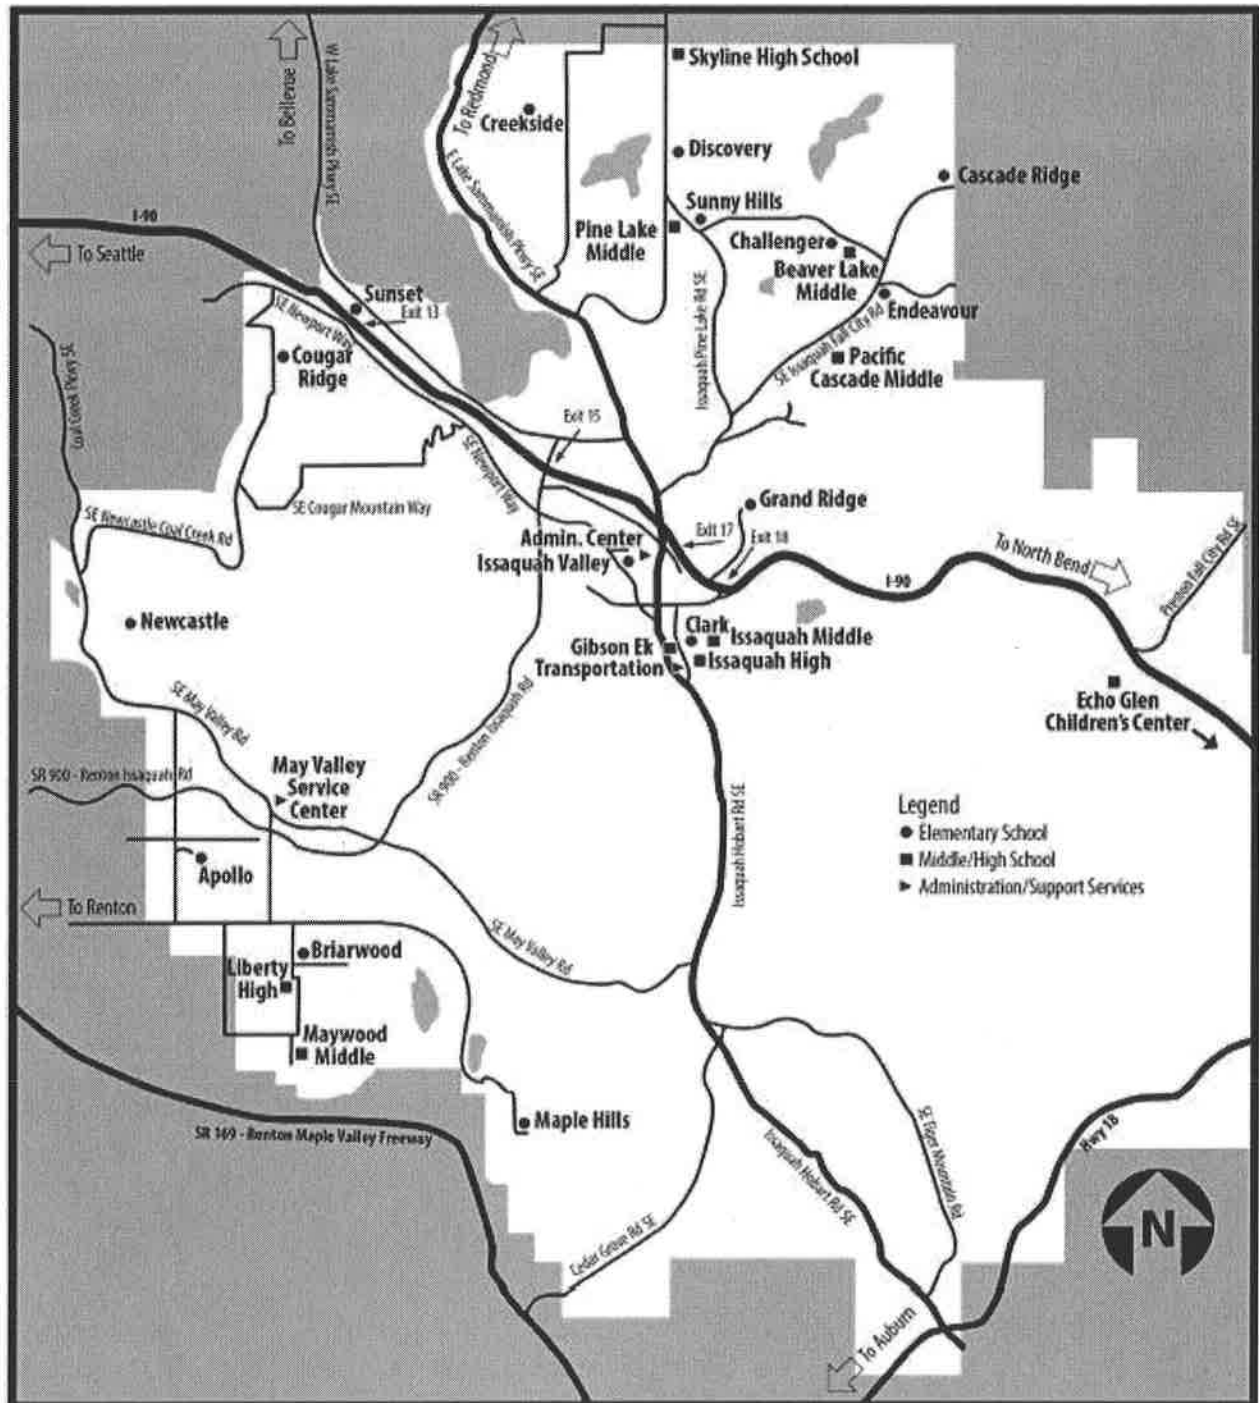 To Bellevue
W Lake Sammamish Pkwy SE
To Redmond
E Lake Sammamish Pkwy SE
Skyline High School
Creekside
Discovery
Cascade Ridge
Sunny Hills
Pine Lake
Middle
Challenger
Beaver Lake
Middle
Endeavour
I-90
To Seattle
Sunset
Exit 13
SE Newport Way
Cougar
Ridge
Coal Creek Pkwy SE
Issaquah Pine Lake Rd SE
SE Issaquah Fall City Rd
Pacific
Cascade Middle
Exit 15
SE Newport Way
SE Cougar Mountain Way
SE Newcastle Coal Creek Rd
Grand Ridge
Admin. Center
Issaquah Valley
Exit 17
Exit 18
To North Bend
I-90
Preston Fall City Rd SE
Newcastle
Clark
Issaquah Middle
Gibson Ek
Issaquah High
Transportation
Echo Glen
Children's Center
SE May Valley Rd
SR 900 - Renton Issaquah Rd
SR 900 - Renton Issaquah Rd
May Valley
Service
Center
Issaquah Hobart Rd SE
Legend
Elementary School
Middle/High School
Administration/Support Services
Apollo
To Renton
SE May Valley Rd
Briarwood
Liberty
High
Maywood
Middle
Maple Hills
SR 169 - Renton Maple Valley Freeway
Cedar Grove Rd SE
Issaquah Hobart Rd SE
SE Tiger Mountain Rd
Hwy 18
To Auburn
N